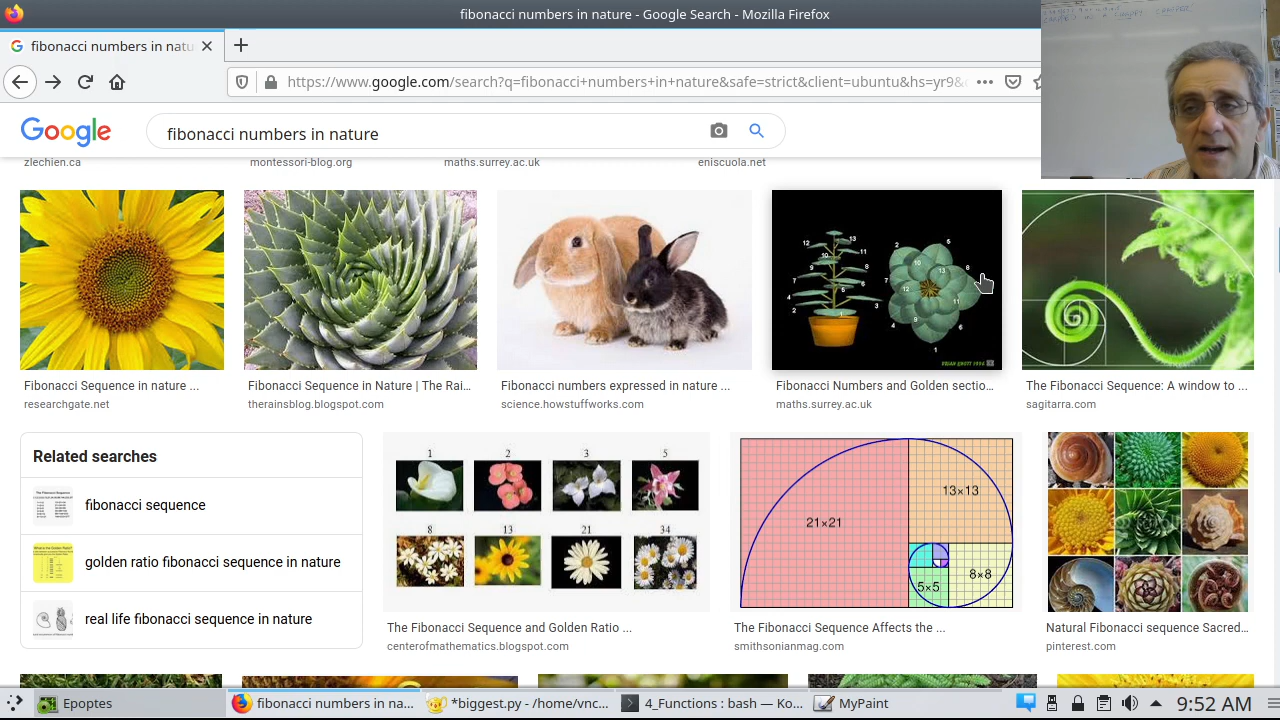 fibonacci numbers in nature - Google Search - Mozilla Firefox
fibonacci numbers in natu
https://www.google.com/search?q=fibonacci+numbers+in+nature&safe=strict&client=ubuntu&hs=yr9&
Google
fibonacci numbers in nature
zlechien.ca
montessori-blog.org
maths.surrey.ac.uk
eniscuola.net
Fibonacci Sequence in nature ...
researchgate.net
Fibonacci Sequence in Nature | The Rai...
therainsblog.blogspot.com
Fibonacci numbers expressed in nature ...
science.howstuffworks.com
Fibonacci Numbers and Golden sectio...
maths.surrey.ac.uk
The Fibonacci Sequence: A window to ...
sagitarra.com
Related searches
fibonacci sequence
golden ratio fibonacci sequence in nature
real life fibonacci sequence in nature
1 2 3 5
8 13 21 34
The Fibonacci Sequence and Golden Ratio ...
centerofmathematics.blogspot.com
21×21
13×13
5×5
8×8
The Fibonacci Sequence Affects the ...
smithsonianmag.com
Natural Fibonacci sequence Sacred...
pinterest.com
Epoptes
fibonacci numbers in na...
*biggest.py - /home/r...
4_Functions : bash — Ko...
MyPaint
9:52 AM